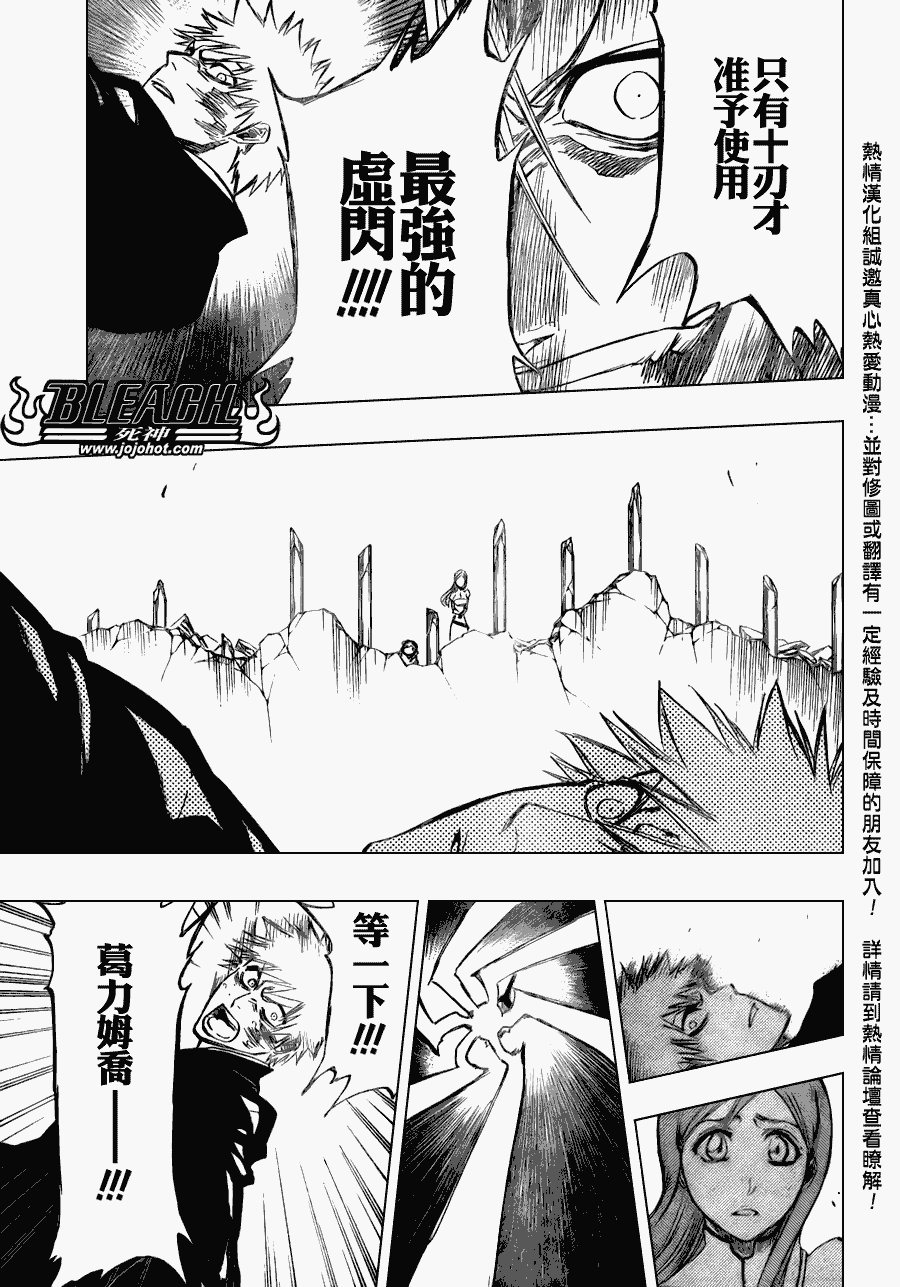 只有十刃才
准予使用
最強的
虛閃!!!!
BLEACH
死神
www.jojohot.com
等一下!!!
葛力姆喬——!!!
熱情漢化組誠邀真心熱愛動漫…並對修圖或翻譯有一定經驗及時間保障的朋友加入！ 詳情請到熱情論壇查看瞭解！